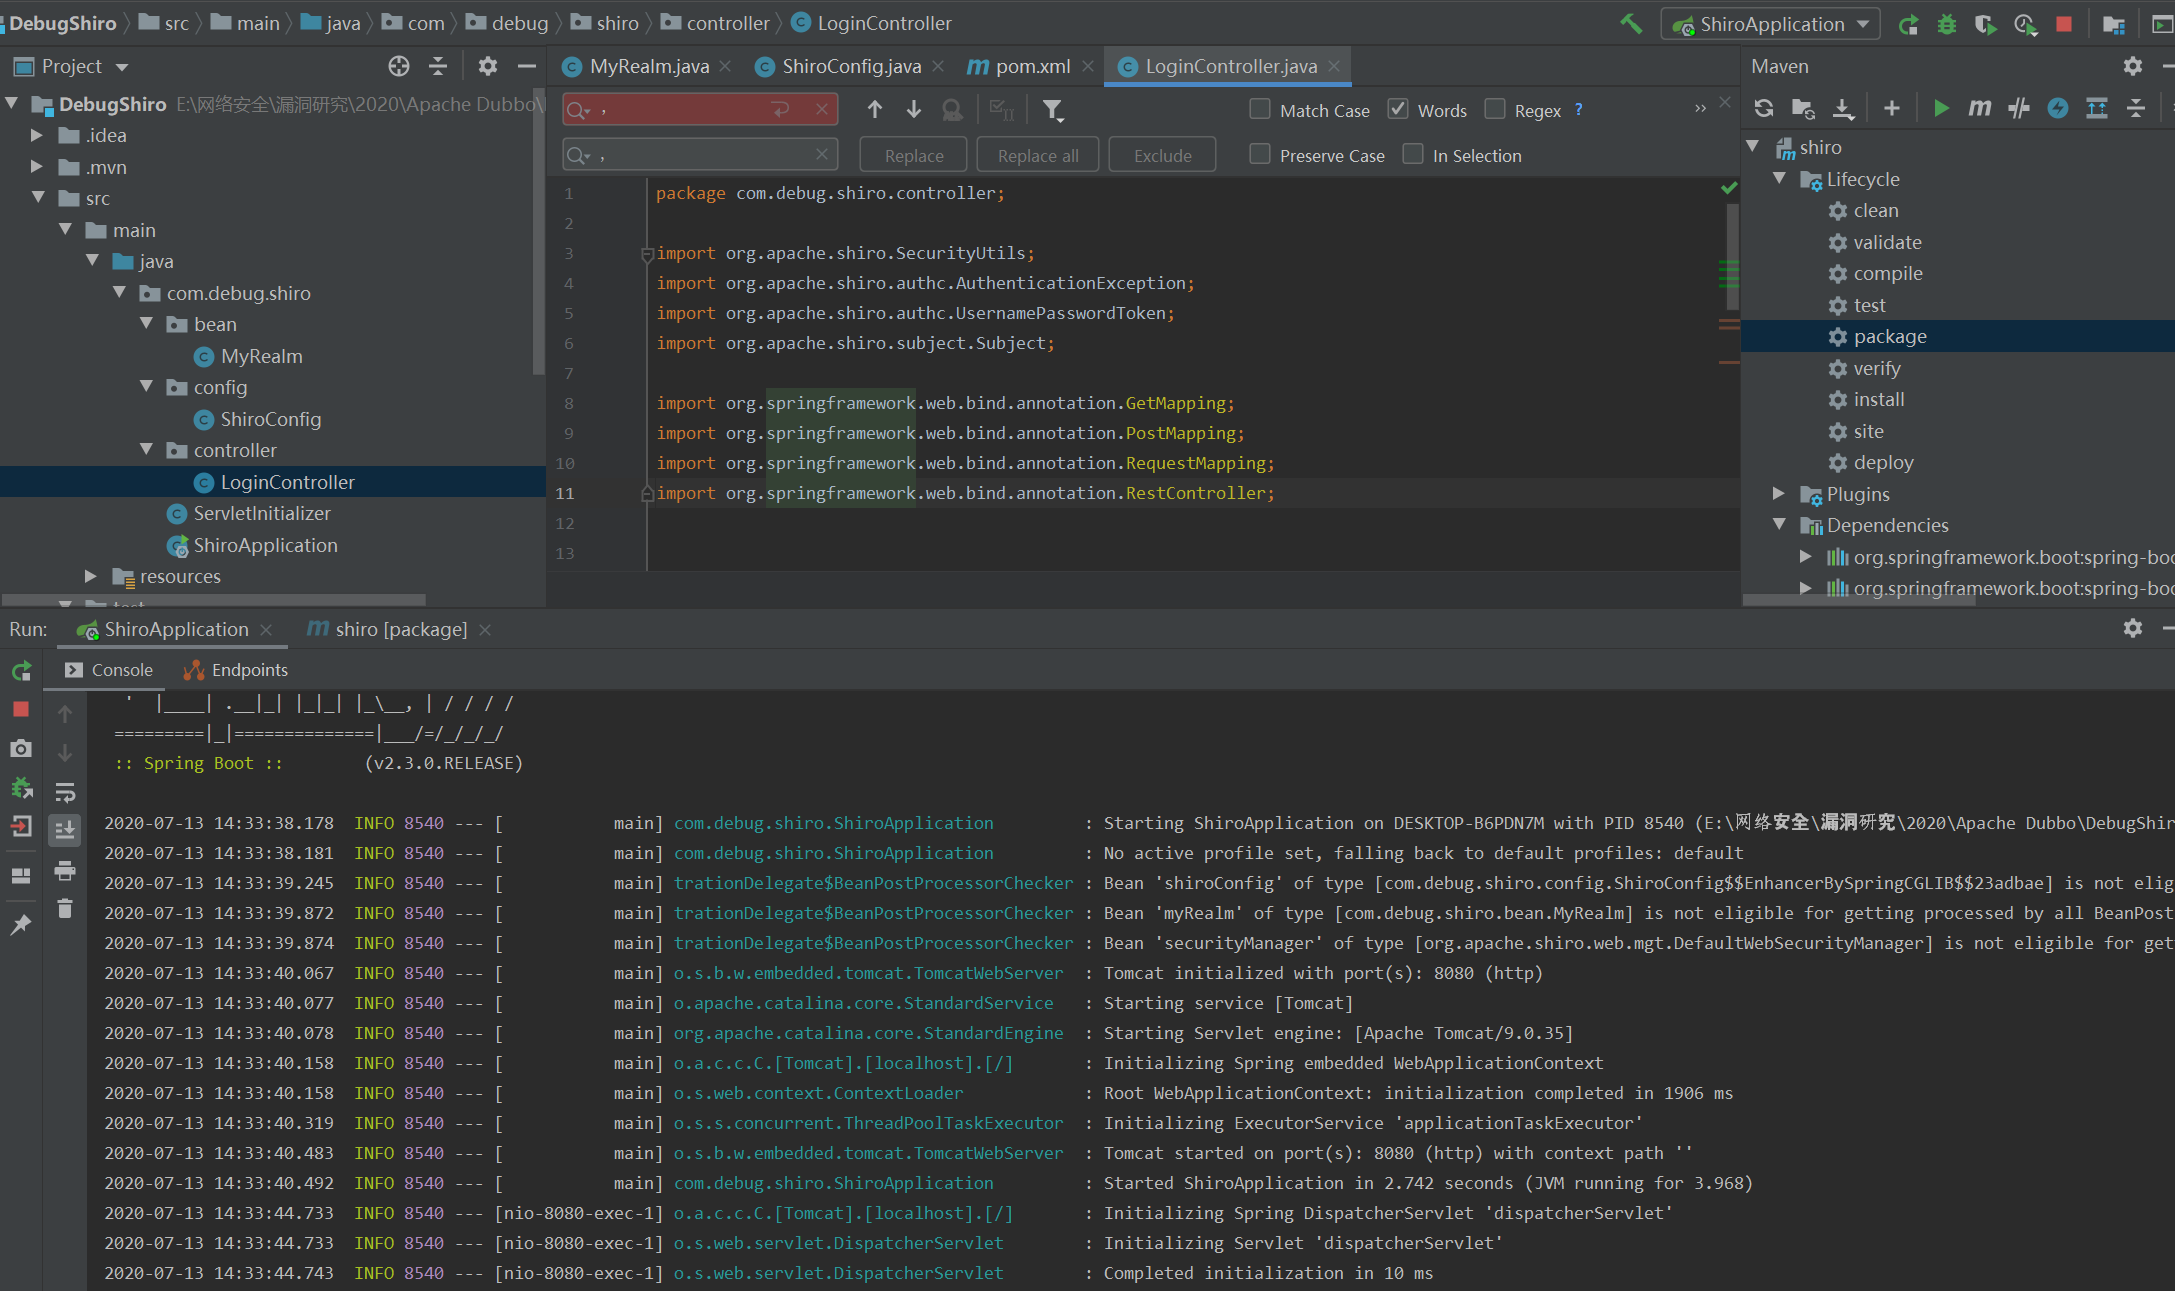 DebugShiro src main java com debug shiro controller LoginController ShiroApplication
Project
MyRealm.java ShiroConfig.java pom.xml LoginController.java
Maven
DebugShiro E:\网络安全\漏洞研究\2020\Apache Dubbo\
.idea
.mvn
src
main
java
com.debug.shiro
bean
MyRealm
config
ShiroConfig
controller
LoginController
ServletInitializer
ShiroApplication
resources
test
, Match Case Words Regex ?
, Replace Replace all Exclude Preserve Case In Selection
1 package com.debug.shiro.controller;
2
3 import org.apache.shiro.SecurityUtils;
4 import org.apache.shiro.authc.AuthenticationException;
5 import org.apache.shiro.authc.UsernamePasswordToken;
6 import org.apache.shiro.subject.Subject;
7
8 import org.springframework.web.bind.annotation.GetMapping;
9 import org.springframework.web.bind.annotation.PostMapping;
10 import org.springframework.web.bind.annotation.RequestMapping;
11 import org.springframework.web.bind.annotation.RestController;
12
13
shiro
Lifecycle
clean
validate
compile
test
package
verify
install
site
deploy
Plugins
Dependencies
org.springframework.boot:spring-boo
org.springframework.boot:spring-boo
Run: ShiroApplication shiro [package]
Console Endpoints
' |____| .__|_| |_|_| |_\__, | / / / /
=========|_|==============|___/=/_/_/_/
:: Spring Boot :: (v2.3.0.RELEASE)
2020-07-13 14:33:38.178 INFO 8540 --- [ main] com.debug.shiro.ShiroApplication : Starting ShiroApplication on DESKTOP-B6PDN7M with PID 8540 (E:\网络安全\漏洞研究\2020\Apache Dubbo\DebugShir
2020-07-13 14:33:38.181 INFO 8540 --- [ main] com.debug.shiro.ShiroApplication : No active profile set, falling back to default profiles: default
2020-07-13 14:33:39.245 INFO 8540 --- [ main] trationDelegate$BeanPostProcessorChecker : Bean 'shiroConfig' of type [com.debug.shiro.config.ShiroConfig$$EnhancerBySpringCGLIB$$23adbae] is not elig
2020-07-13 14:33:39.872 INFO 8540 --- [ main] trationDelegate$BeanPostProcessorChecker : Bean 'myRealm' of type [com.debug.shiro.bean.MyRealm] is not eligible for getting processed by all BeanPost
2020-07-13 14:33:39.874 INFO 8540 --- [ main] trationDelegate$BeanPostProcessorChecker : Bean 'securityManager' of type [org.apache.shiro.web.mgt.DefaultWebSecurityManager] is not eligible for get
2020-07-13 14:33:40.067 INFO 8540 --- [ main] o.s.b.w.embedded.tomcat.TomcatWebServer : Tomcat initialized with port(s): 8080 (http)
2020-07-13 14:33:40.077 INFO 8540 --- [ main] o.apache.catalina.core.StandardService : Starting service [Tomcat]
2020-07-13 14:33:40.078 INFO 8540 --- [ main] org.apache.catalina.core.StandardEngine : Starting Servlet engine: [Apache Tomcat/9.0.35]
2020-07-13 14:33:40.158 INFO 8540 --- [ main] o.a.c.c.C.[Tomcat].[localhost].[/] : Initializing Spring embedded WebApplicationContext
2020-07-13 14:33:40.158 INFO 8540 --- [ main] o.s.web.context.ContextLoader : Root WebApplicationContext: initialization completed in 1906 ms
2020-07-13 14:33:40.319 INFO 8540 --- [ main] o.s.s.concurrent.ThreadPoolTaskExecutor : Initializing ExecutorService 'applicationTaskExecutor'
2020-07-13 14:33:40.483 INFO 8540 --- [ main] o.s.b.w.embedded.tomcat.TomcatWebServer : Tomcat started on port(s): 8080 (http) with context path ''
2020-07-13 14:33:40.492 INFO 8540 --- [ main] com.debug.shiro.ShiroApplication : Started ShiroApplication in 2.742 seconds (JVM running for 3.968)
2020-07-13 14:33:44.733 INFO 8540 --- [nio-8080-exec-1] o.a.c.c.C.[Tomcat].[localhost].[/] : Initializing Spring DispatcherServlet 'dispatcherServlet'
2020-07-13 14:33:44.733 INFO 8540 --- [nio-8080-exec-1] o.s.web.servlet.DispatcherServlet : Initializing Servlet 'dispatcherServlet'
2020-07-13 14:33:44.743 INFO 8540 --- [nio-8080-exec-1] o.s.web.servlet.DispatcherServlet : Completed initialization in 10 ms